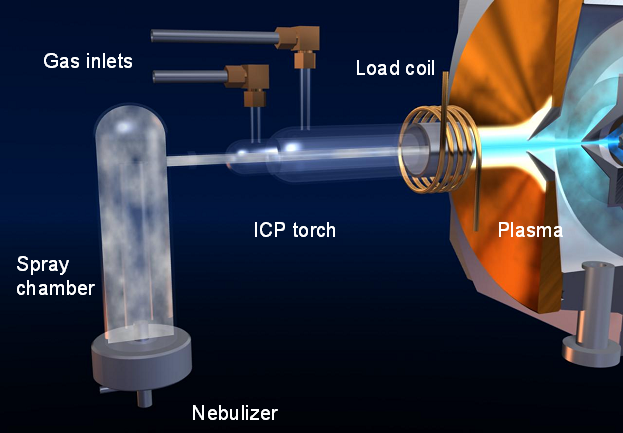 Gas inlets
Load coil
ICP torch
Plasma
Spray
chamber
Nebulizer